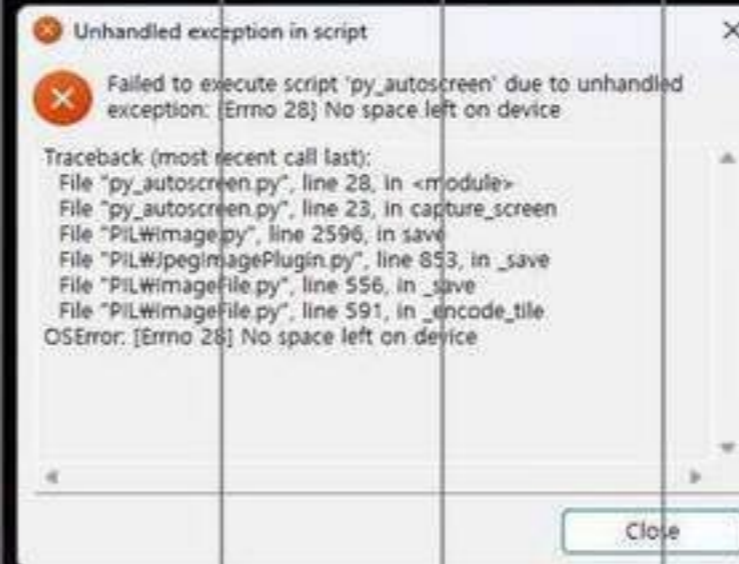 Unhandled exception in script
Failed to execute script 'py_autoscreen' due to unhandled
exception: [Errno 28] No space left on device
Traceback (most recent call last):
File "py_autoscreen.py", line 28, in <module>
File "py_autoscreen.py", line 23, in capture_screen
File "PIL₩Image.py", line 2596, in save
File "PIL₩JpegImagePlugin.py", line 853, in _save
File "PIL₩ImageFile.py", line 556, in _save
File "PIL₩ImageFile.py", line 591, in _encode_tile
OSError: [Errno 28] No space left on device
Close